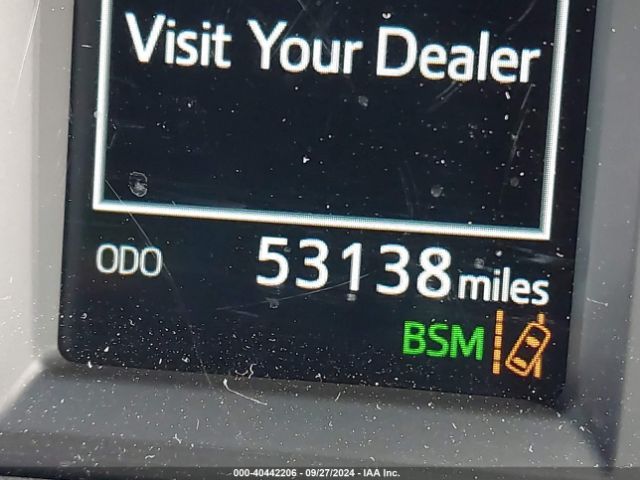 Visit Your Dealer
ODO 53138 miles
BSM
000-40442206 - 09/27/2024 - IAA Inc.